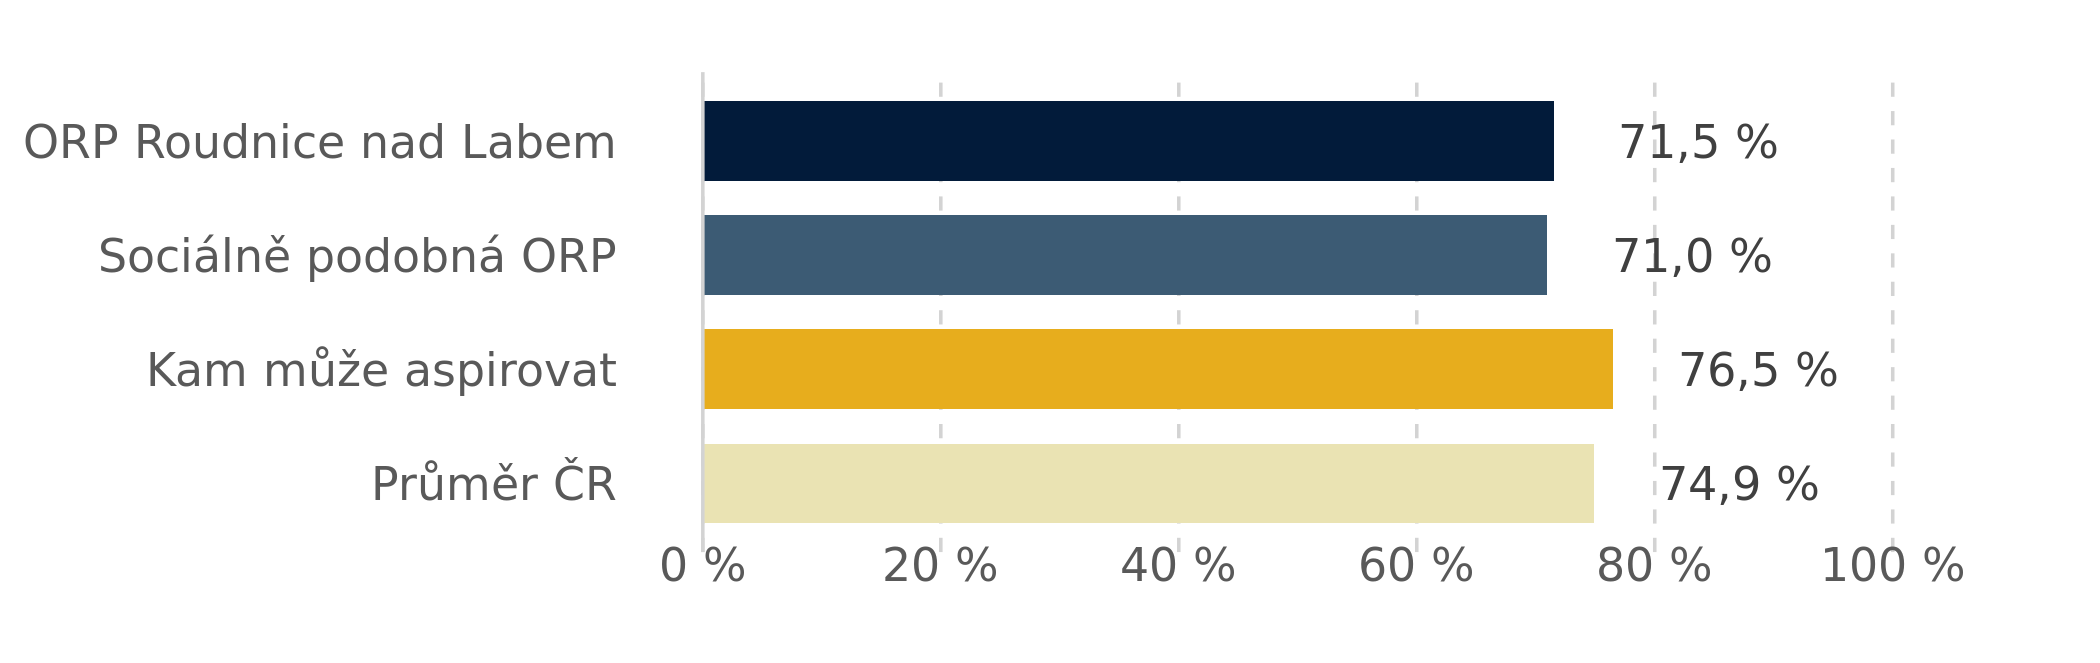 ORP Roudnice nad Labem 71,5 %
Sociálně podobná ORP 71,0 %
Kam může aspirovat 76,5 %
Průměr ČR 74,9 %
0 % 20 % 40 % 60 % 80 % 100 %